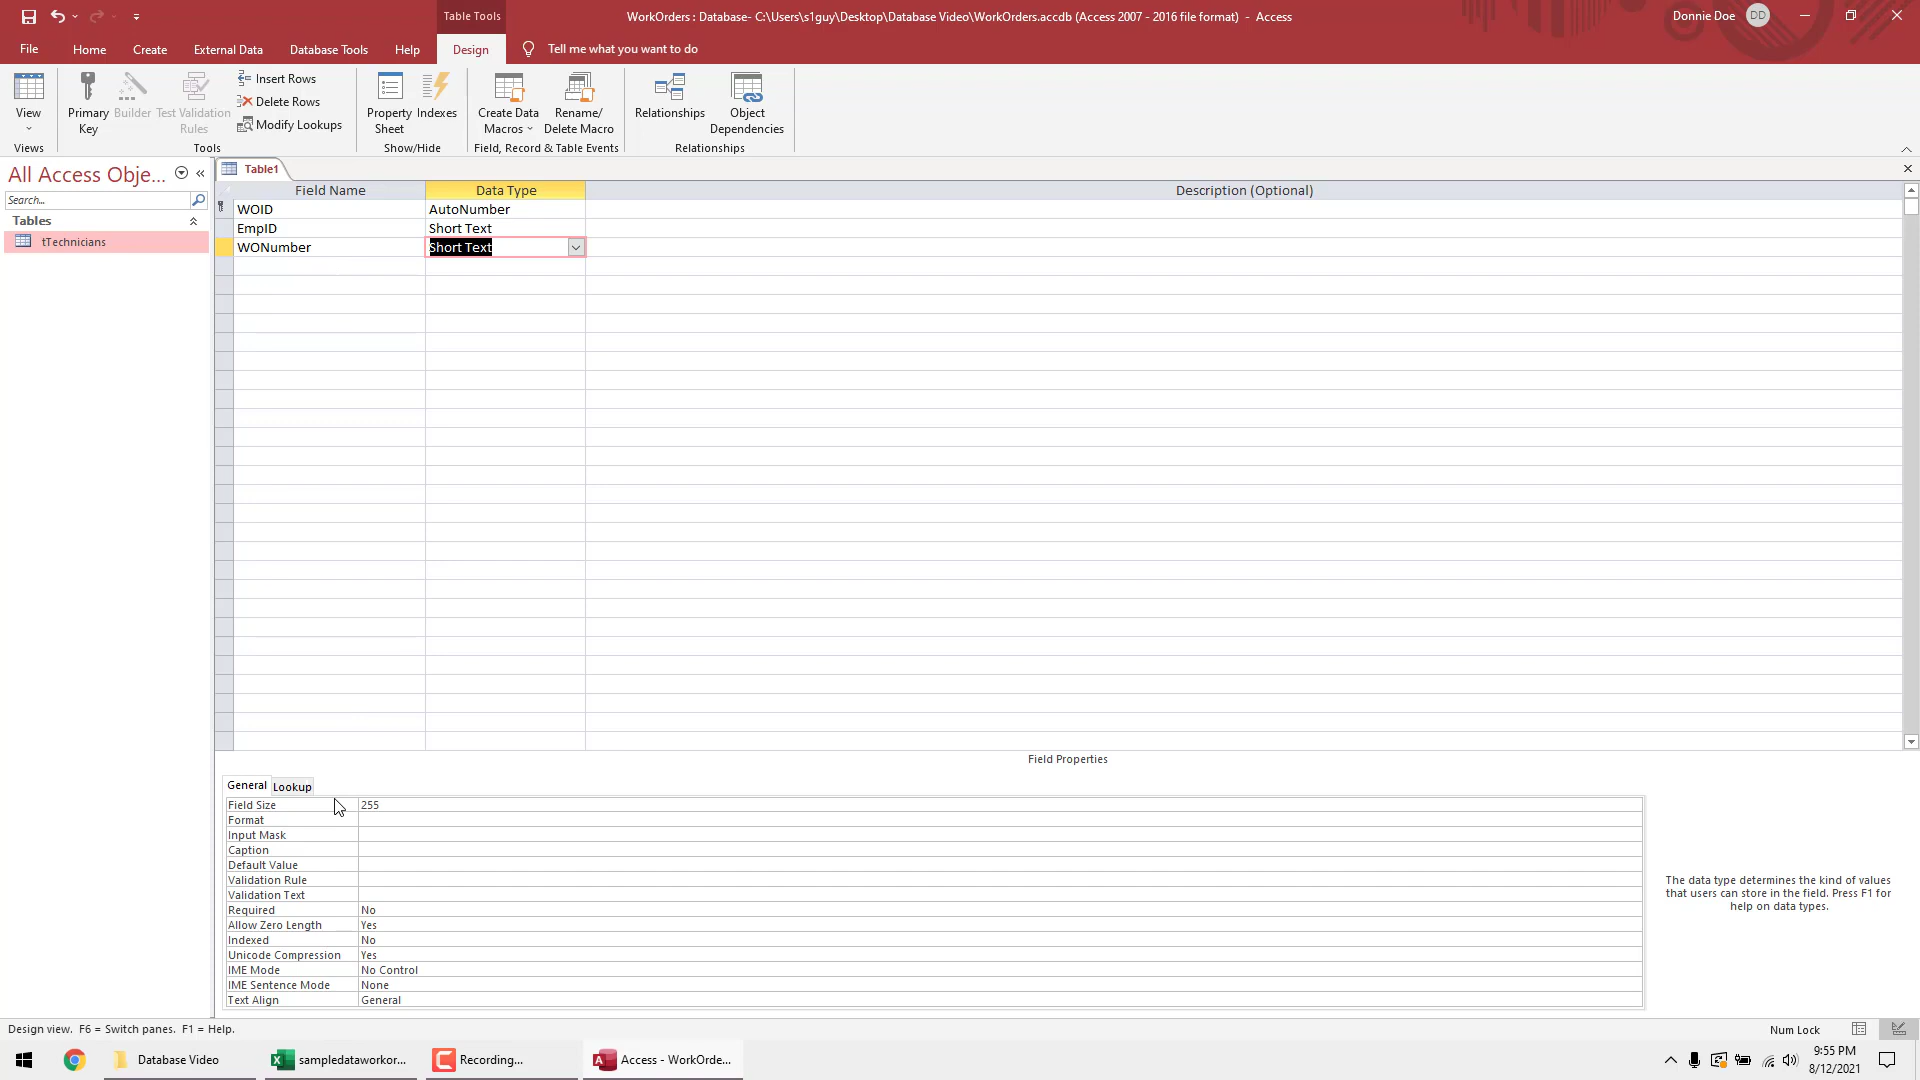 Table Tools
WorkOrders : Database- C:\Users\s1guy\Desktop\Database Video\WorkOrders.accdb (Access 2007 - 2016 file format) - Access
Donnie Doe DD
File Home Create External Data Database Tools Help Design Tell me what you want to do
View
Primary Key
Builder
Test Validation Rules
Insert Rows
Delete Rows
Modify Lookups
Property Sheet
Indexes
Create Data Macros
Rename/ Delete Macro
Relationships
Object Dependencies
Views Tools Show/Hide Field, Record & Table Events Relationships
All Access Obje...
Search...
Tables
tTechnicians
Table1
Field Name Data Type Description (Optional)
WOID AutoNumber
EmpID Short Text
WONumber Short Text
Field Properties
General Lookup
Field Size 255
Format
Input Mask
Caption
Default Value
Validation Rule
Validation Text
Required No
Allow Zero Length Yes
Indexed No
Unicode Compression Yes
IME Mode No Control
IME Sentence Mode None
Text Align General
The data type determines the kind of values
that users can store in the field. Press F1 for
help on data types.
Design view. F6 = Switch panes. F1 = Help.
Num Lock
Database Video
sampledataworkor...
Recording...
Access - WorkOrde...
9:55 PM
8/12/2021